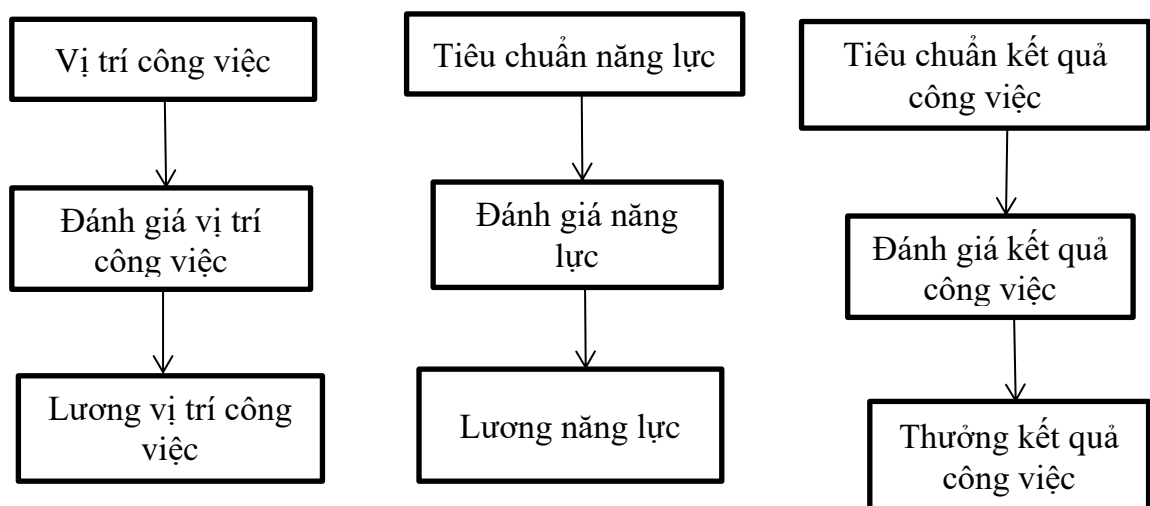 Vị trí công việc
Tiêu chuẩn năng lực
Tiêu chuẩn kết quả
công việc
Đánh giá vị trí
công việc
Đánh giá năng
lực
Đánh giá kết quả
công việc
Lương vị trí công
việc
Lương năng lực
Thưởng kết quả
công việc